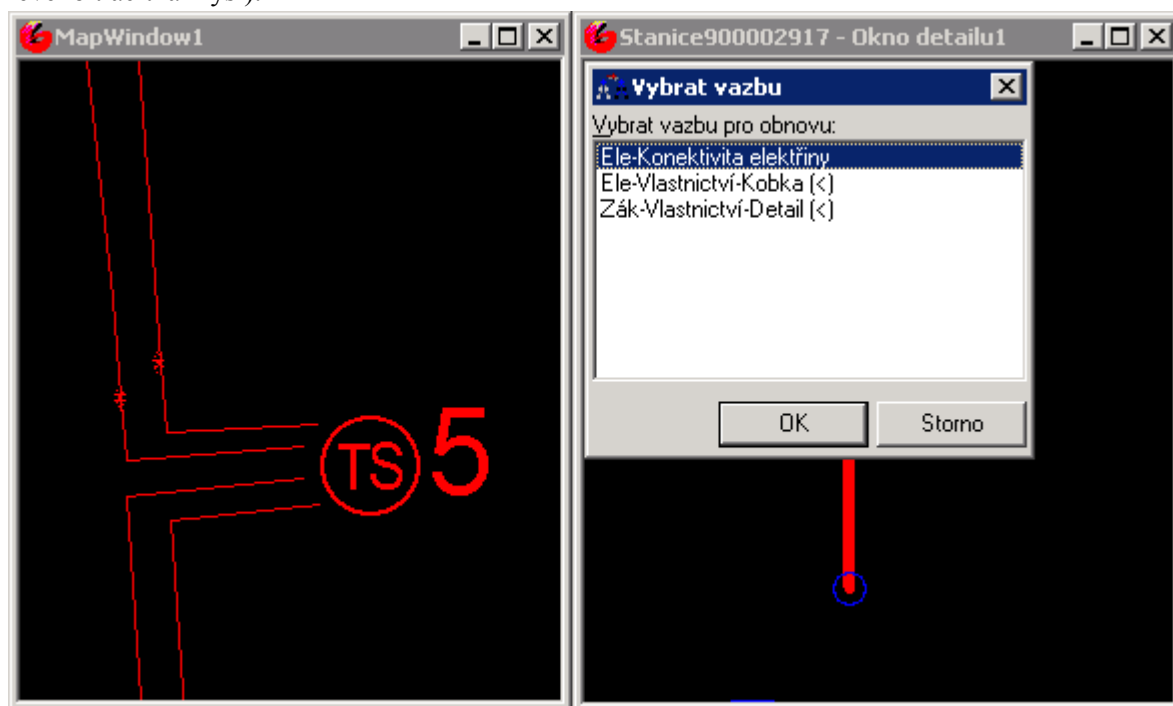 MapWindow1
TS 5
Stanice900002917 - Okno detailu1
Vybrat vazbu
Vybrat vazbu pro obnovu:
Ele-Konektivita elektřiny
Ele-Vlastnictví-Kobka (<)
Zák-Vlastnictví-Detail (<)
OK Storno